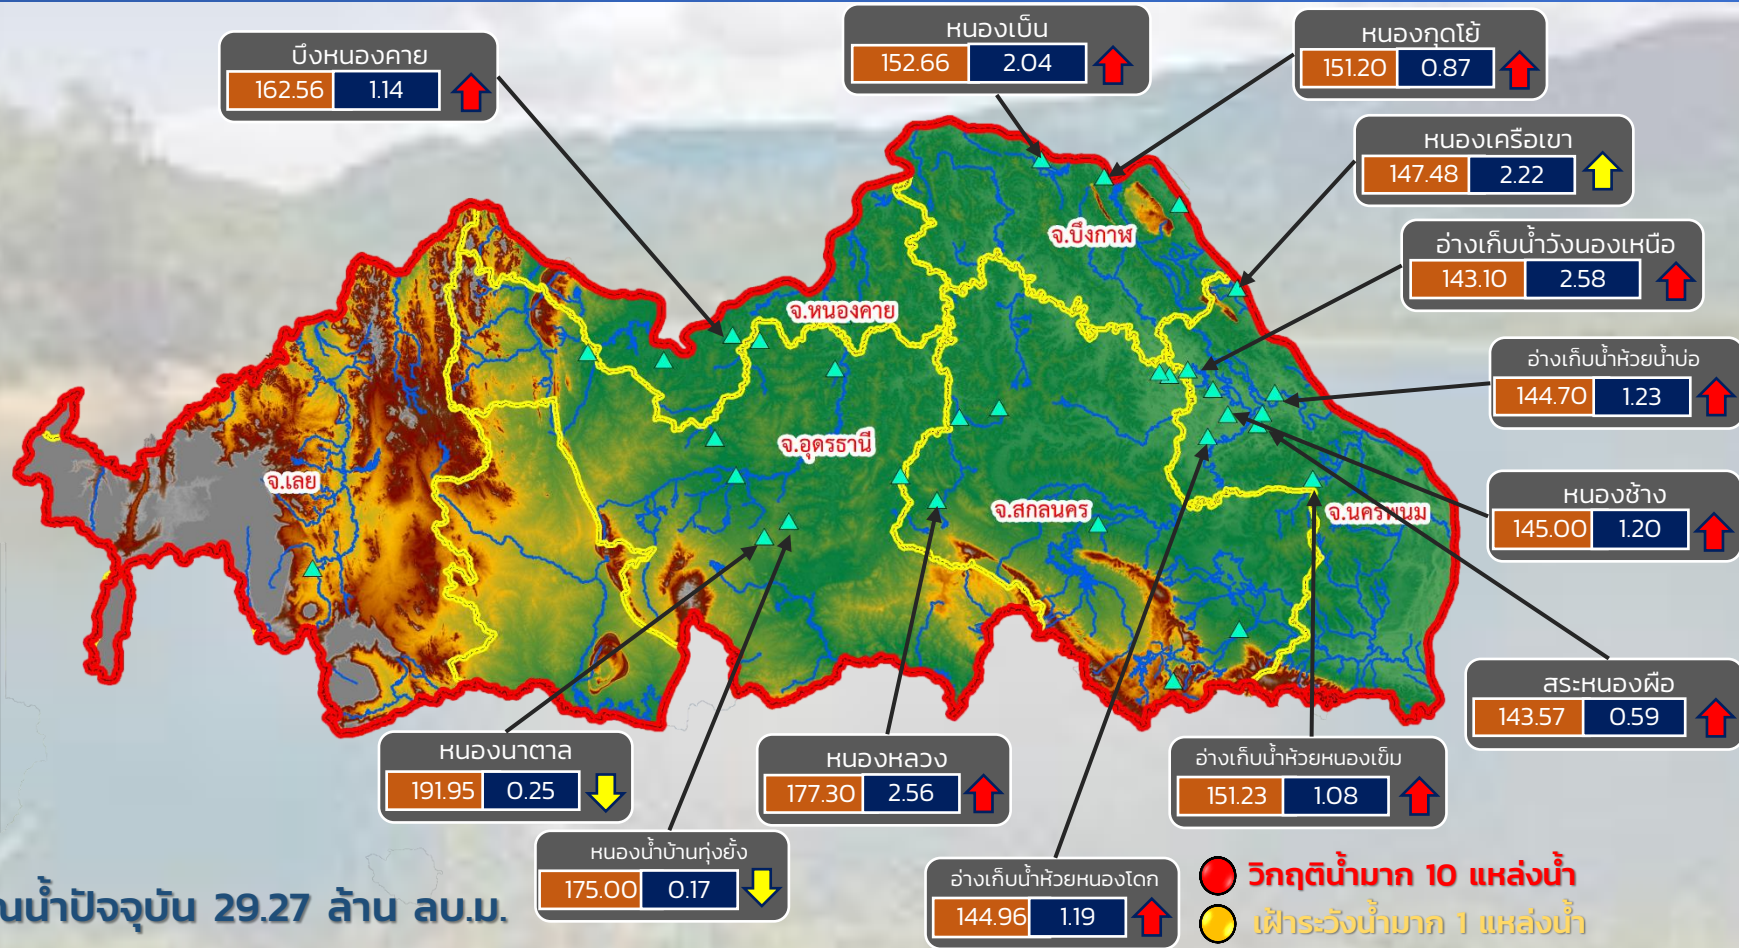 บึงหนองคาย
162.56 1.14
หนองเบ็น
152.66 2.04
หนองกุดโย้
151.20 0.87
หนองเครือเขา
147.48 2.22
อ่างเก็บน้ำวังนองเหนือ
143.10 2.58
อ่างเก็บน้ำห้วยน้ำบ่อ
144.70 1.23
หนองช้าง
145.00 1.20
สระหนองผือ
143.57 0.59
จ.บึงกาฬ
จ.หนองคาย
จ.อุดรธานี
จ.เลย
จ.สกลนคร
จ.นครพนม
หนองนาตาล
191.95 0.25
หนองหลวง
177.30 2.56
อ่างเก็บน้ำห้วยหนองเข็ม
151.23 1.08
หนองน้ำบ้านทุ่งยั้ง
175.00 0.17
อ่างเก็บน้ำห้วยหนองโดก
144.96 1.19
ณน้ำปัจจุบัน 29.27 ล้าน ลบ.ม.
วิกฤติน้ำมาก 10 แหล่งน้ำ
เฝ้าระวังน้ำมาก 1 แหล่งน้ำ